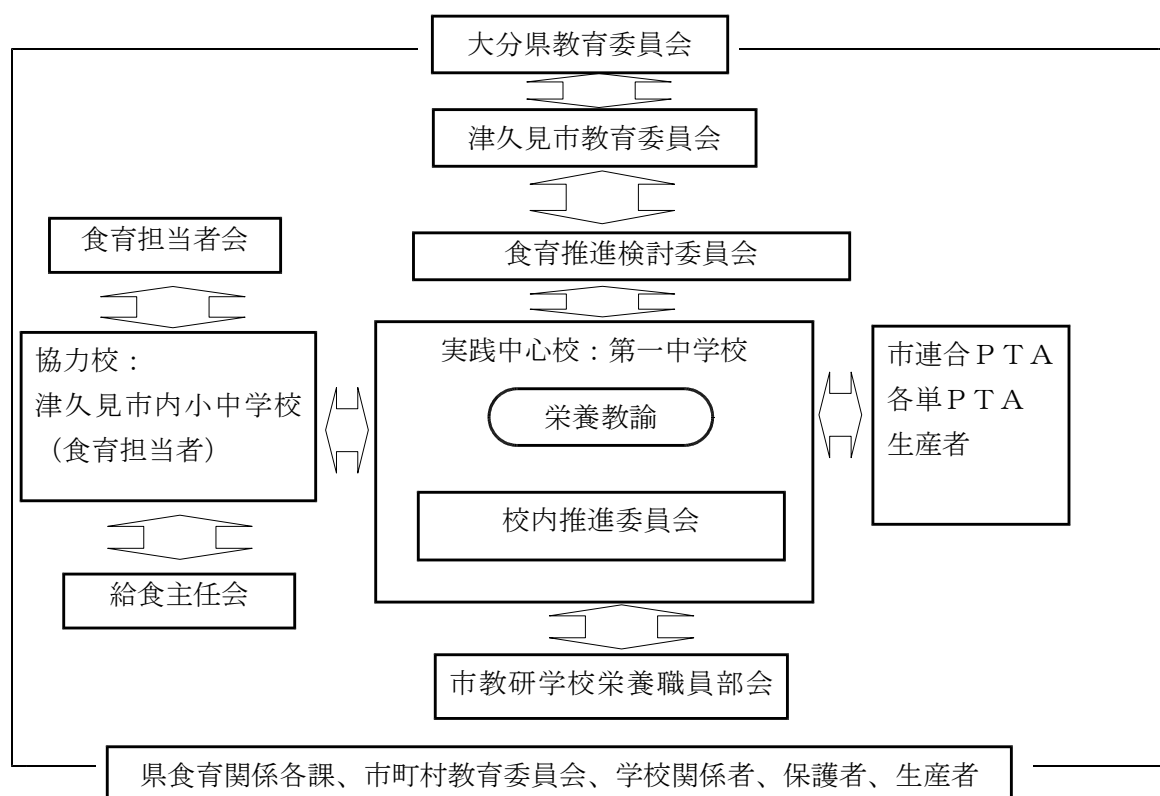 大分県教育委員会
津久見市教育委員会
食育担当者会
食育推進検討委員会
協力校：
津久見市内小中学校
（食育担当者）
実践中心校：第一中学校
栄養教諭
校内推進委員会
市連合ＰＴＡ
各単ＰＴＡ
生産者
給食主任会
市教研学校栄養職員部会
県食育関係各課、市町村教育委員会、学校関係者、保護者、生産者